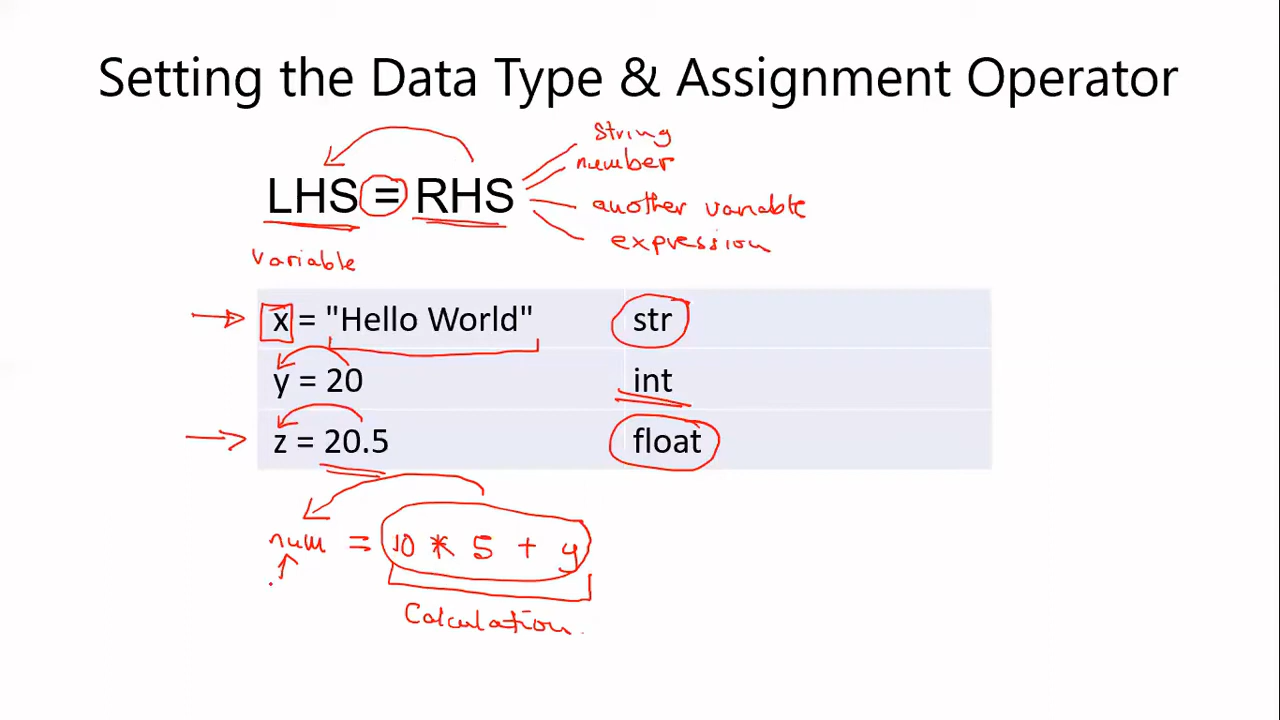 Setting the Data Type & Assignment Operator
string
number
LHS = RHS
another variable
expression
variable
x = "Hello World" str
y = 20 int
z = 20.5 float
num = 10 * 5 + y
Calculation